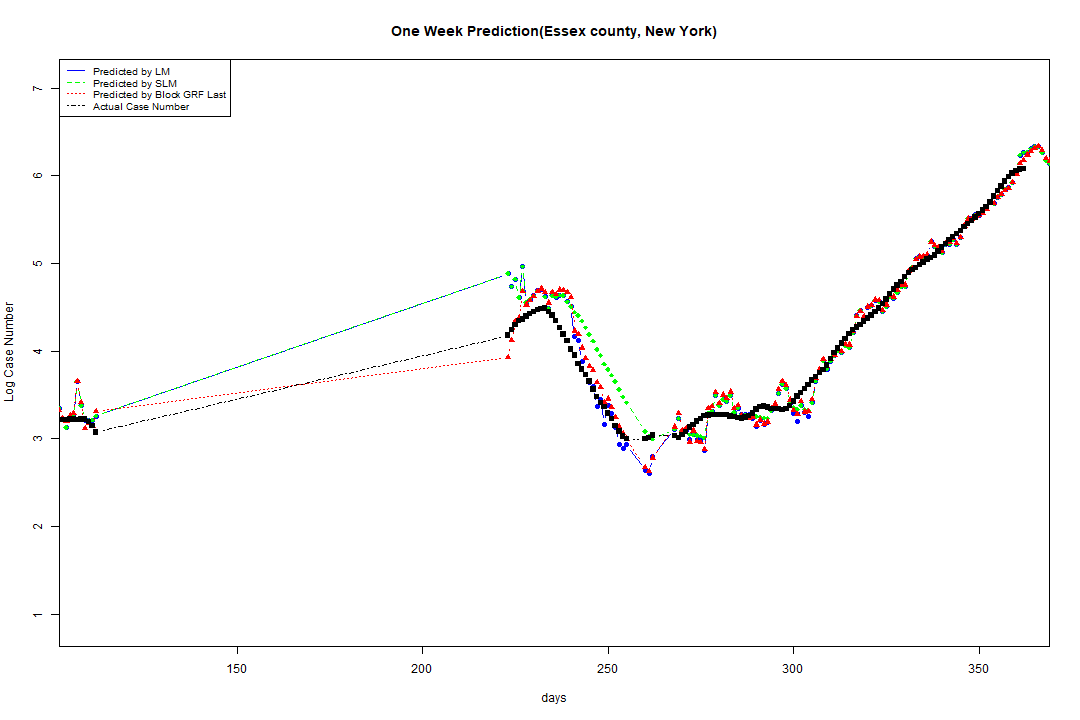 One Week Prediction(Essex county, New York)
Predicted by LM
Predicted by SLM
Predicted by Block GRF Last
Actual Case Number
7
6
5
4
3
2
1
Log Case Number
150 200 250 300 350
days